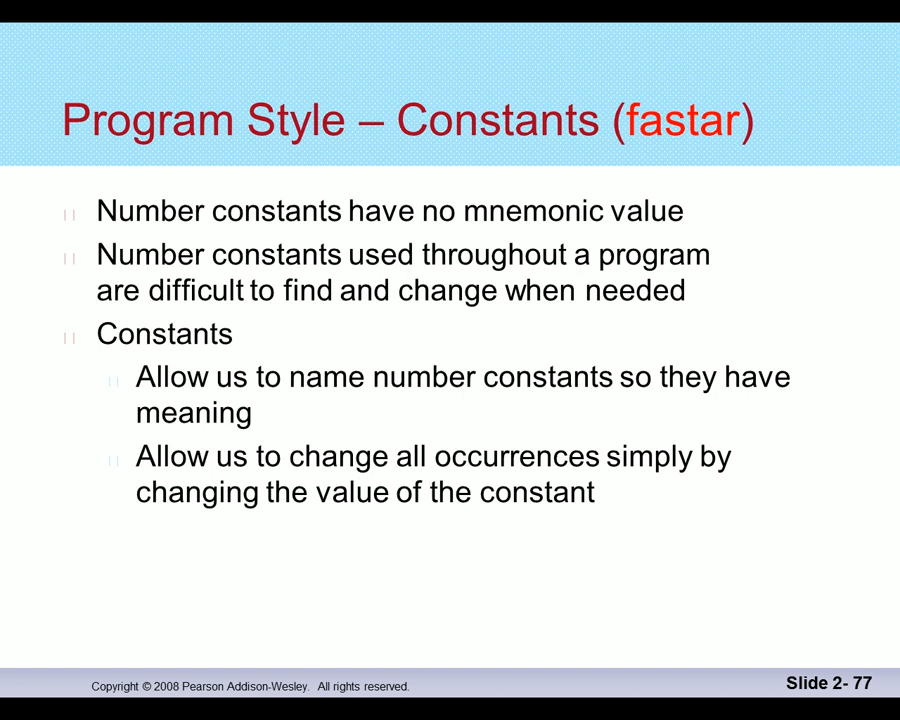 Program Style – Constants (fastar)
Number constants have no mnemonic value
Number constants used throughout a program
are difficult to find and change when needed
Constants
Allow us to name number constants so they have
meaning
Allow us to change all occurrences simply by
changing the value of the constant
Copyright © 2008 Pearson Addison-Wesley. All rights reserved.
Slide 2- 77